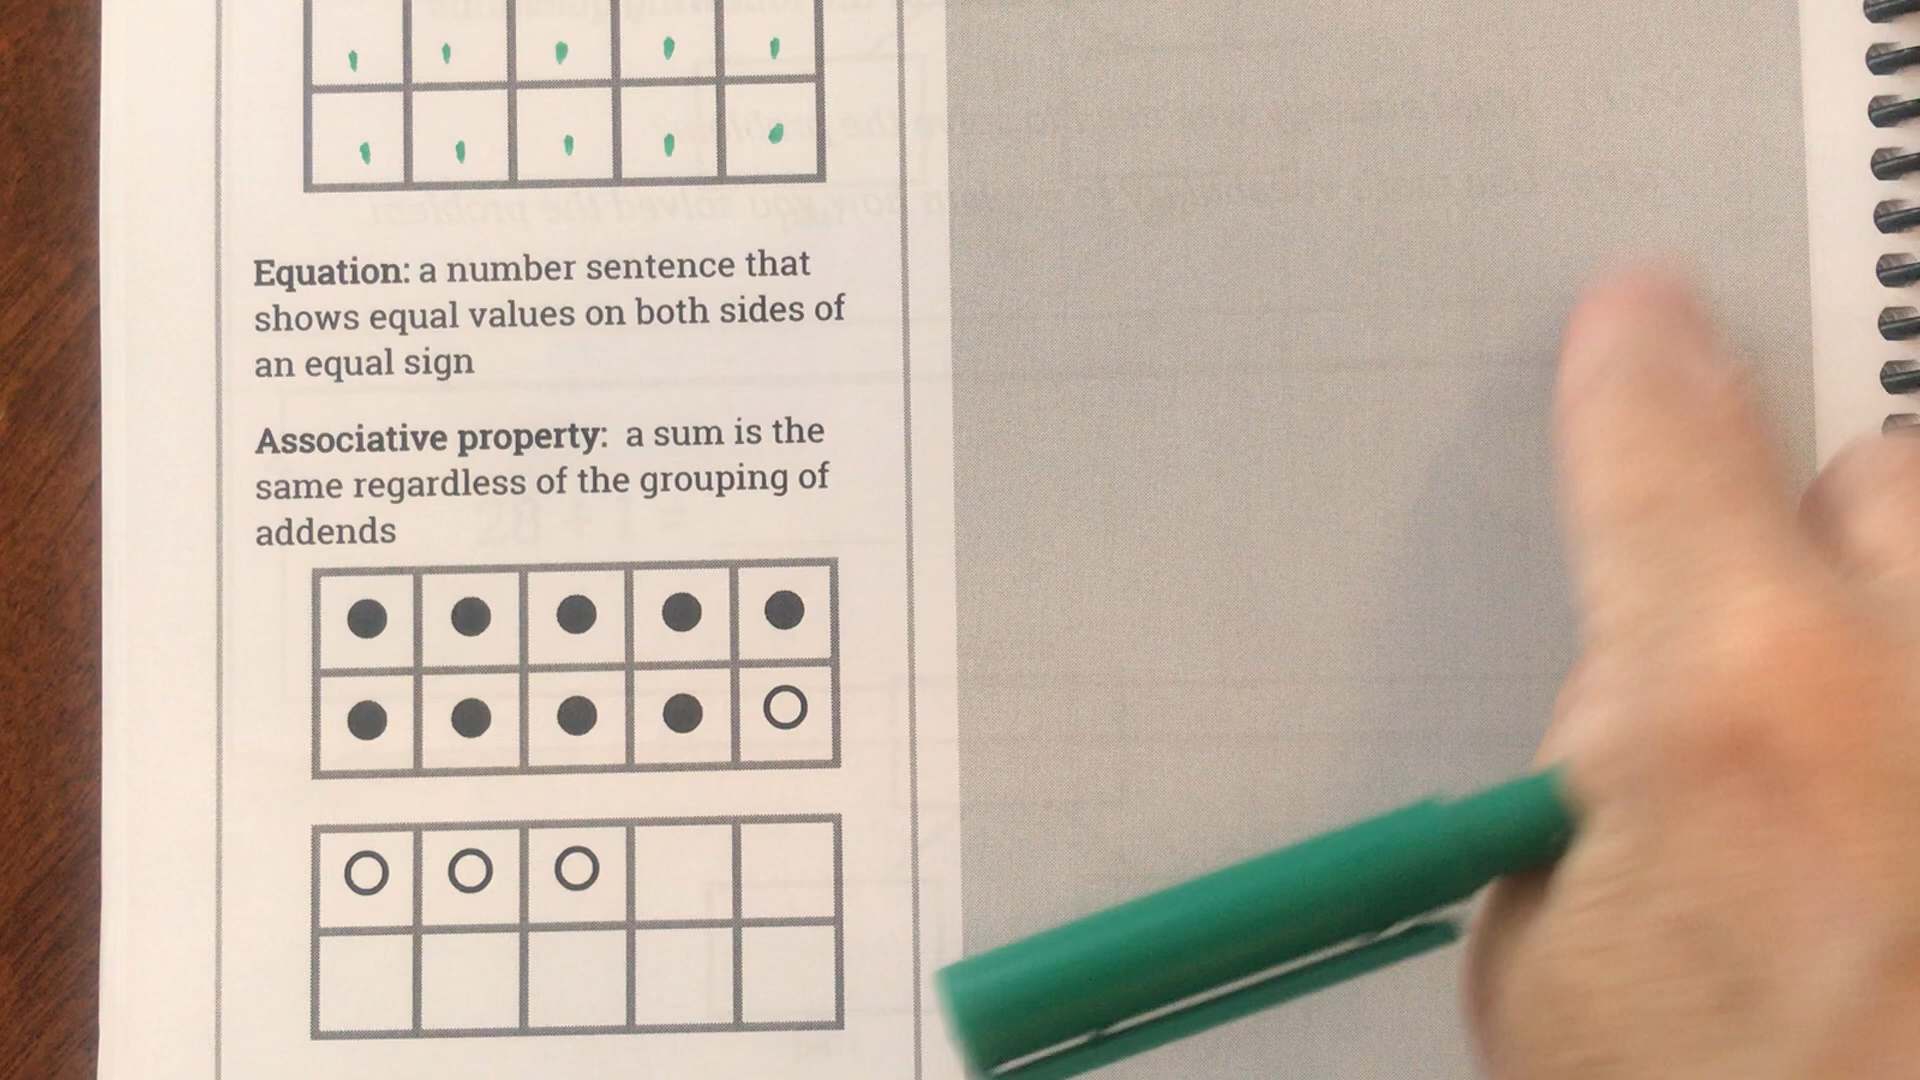 Equation: a number sentence that
shows equal values on both sides of
an equal sign
Associative property: a sum is the
same regardless of the grouping of
addends